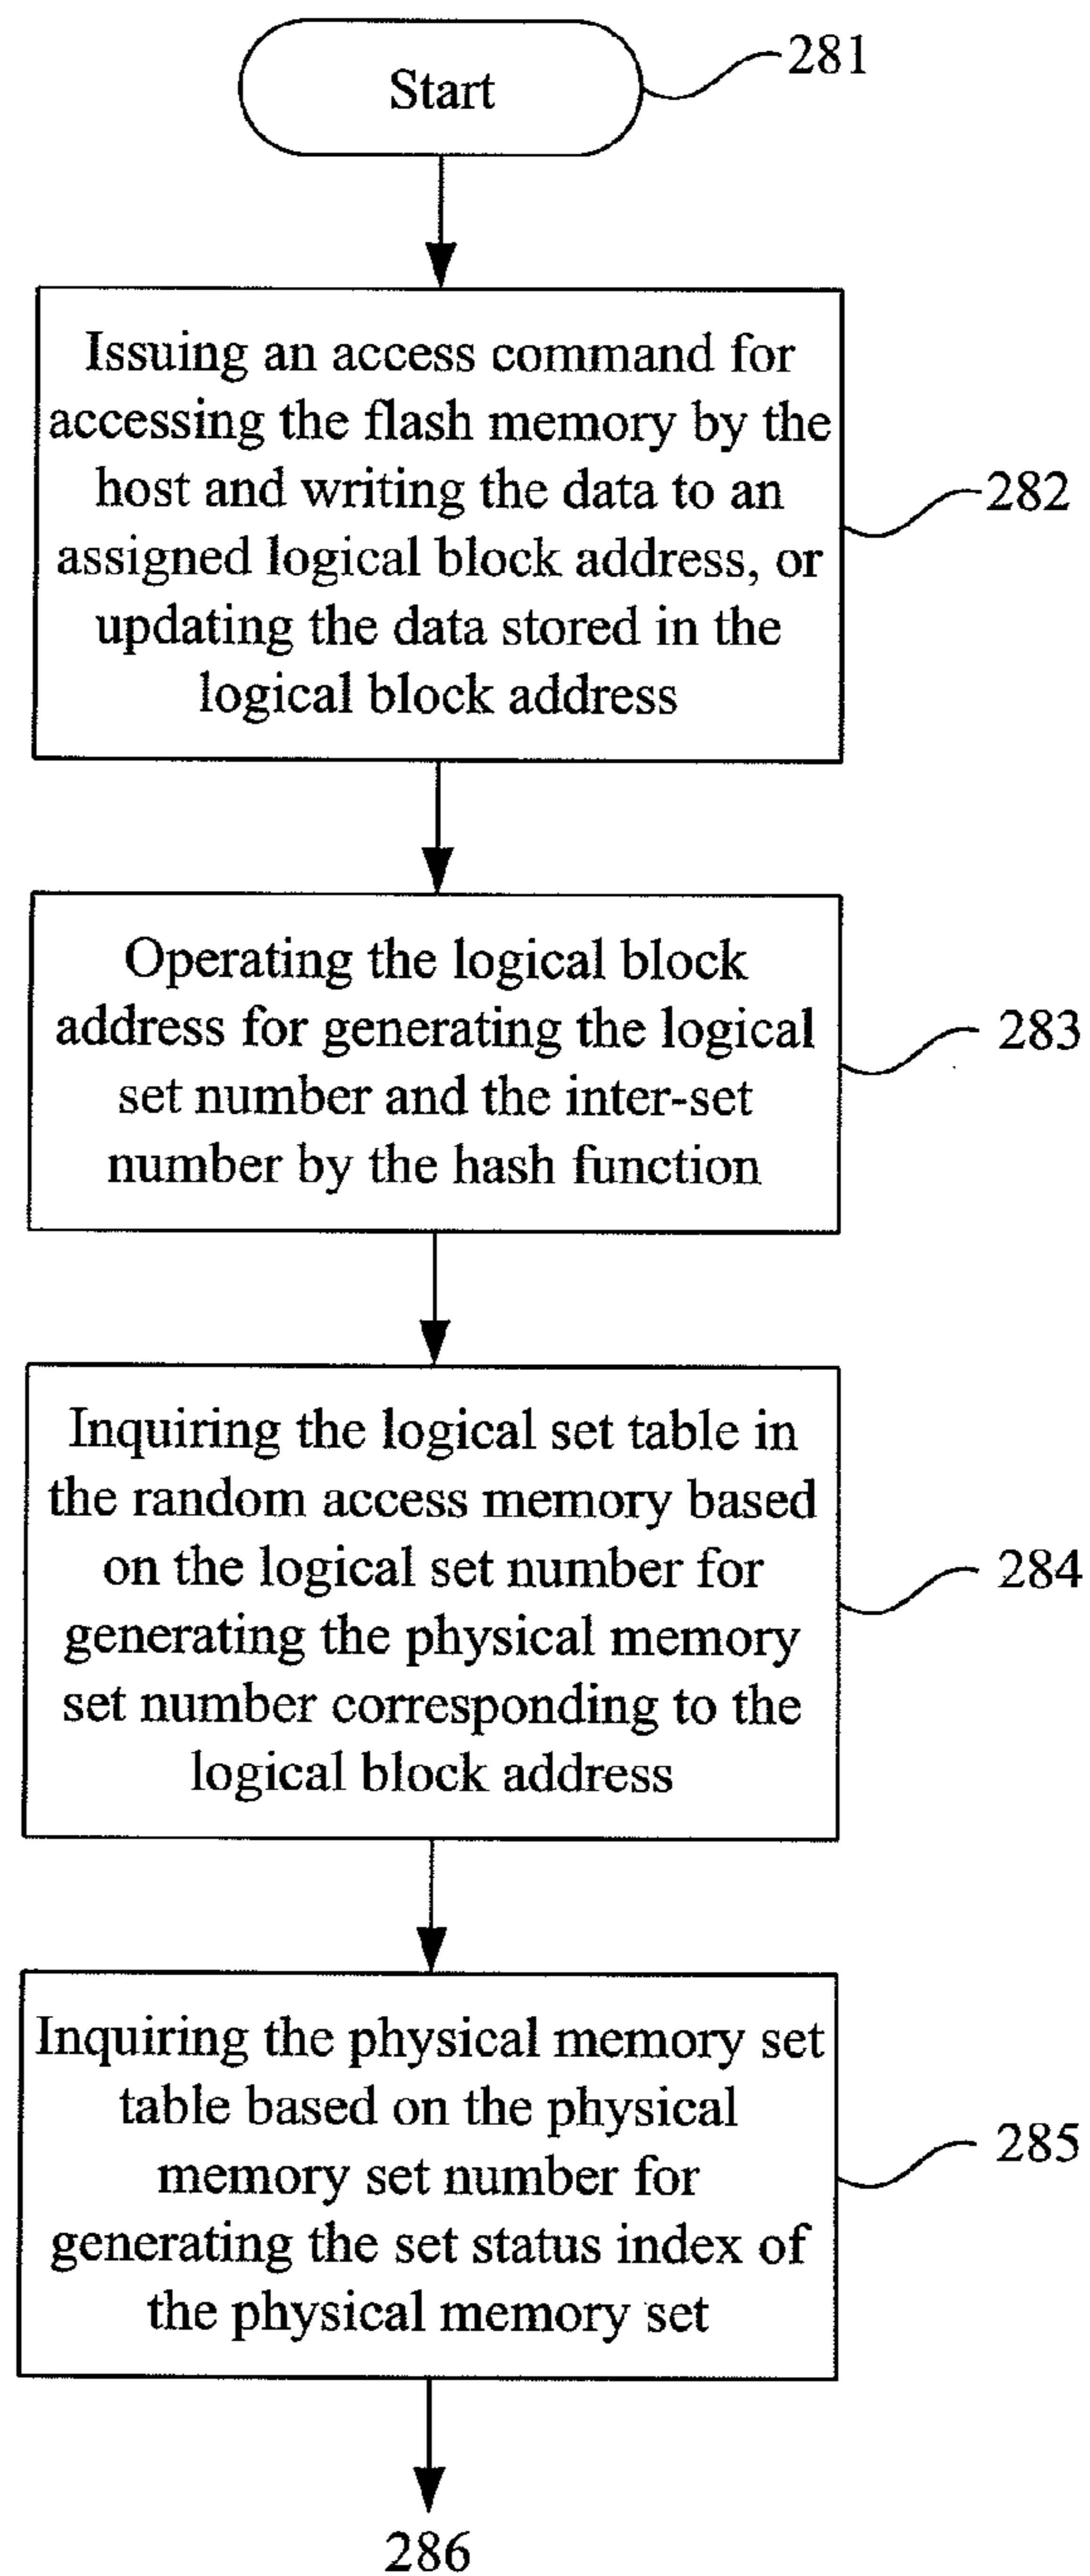 Start
281
Issuing an access command for
accessing the flash memory by the
host and writing the data to an
assigned logical block address, or
updating the data stored in the
logical block address
282
Operating the logical block
address for generating the logical
set number and the inter-set
number by the hash function
283
Inquiring the logical set table in
the random access memory based
on the logical set number for
generating the physical memory
set number corresponding to the
logical block address
284
Inquiring the physical memory set
table based on the physical
memory set number for
generating the set status index of
the physical memory set
285
286